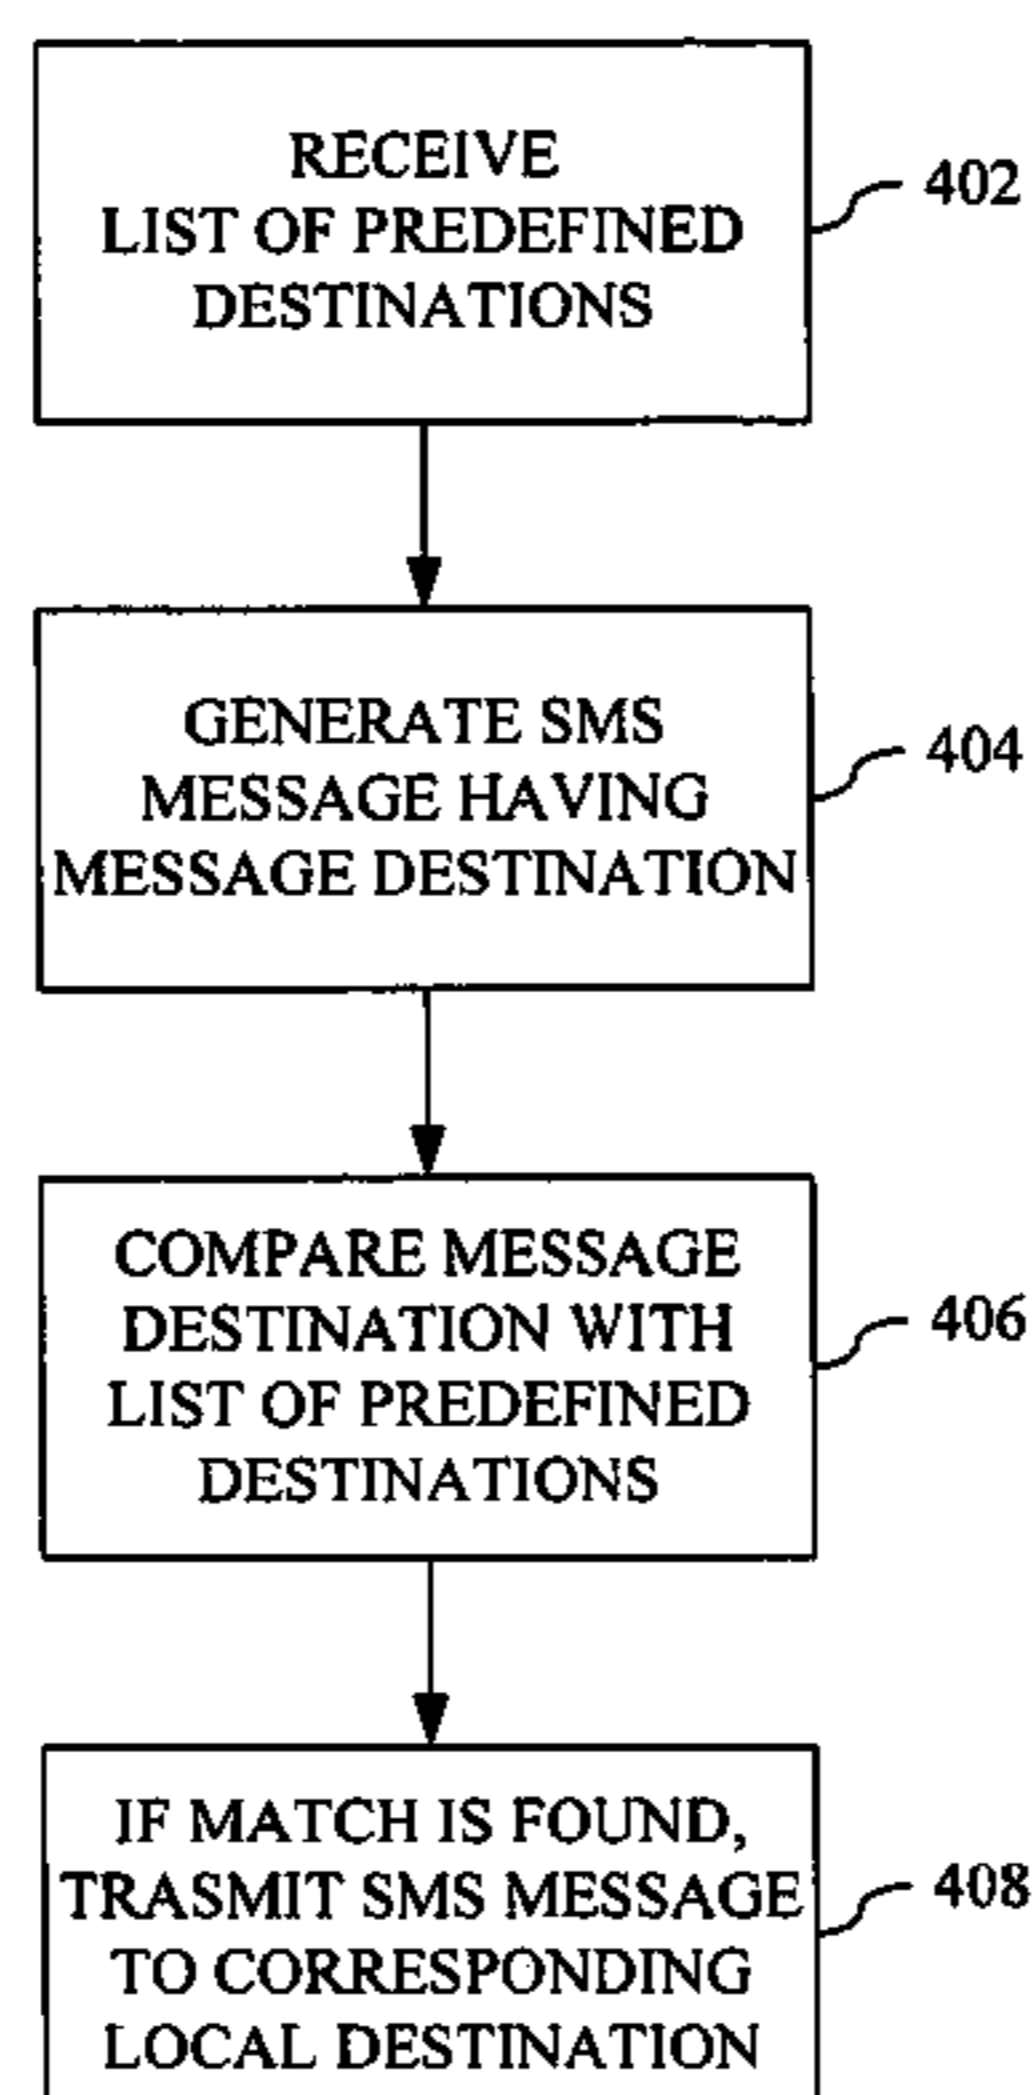 RECEIVE
LIST OF PREDEFINED
DESTINATIONS
402
GENERATE SMS
MESSAGE HAVING
MESSAGE DESTINATION
404
COMPARE MESSAGE
DESTINATION WITH
LIST OF PREDEFINED
DESTINATIONS
406
IF MATCH IS FOUND,
TRASMIT SMS MESSAGE
TO CORRESPONDING
LOCAL DESTINATION
408